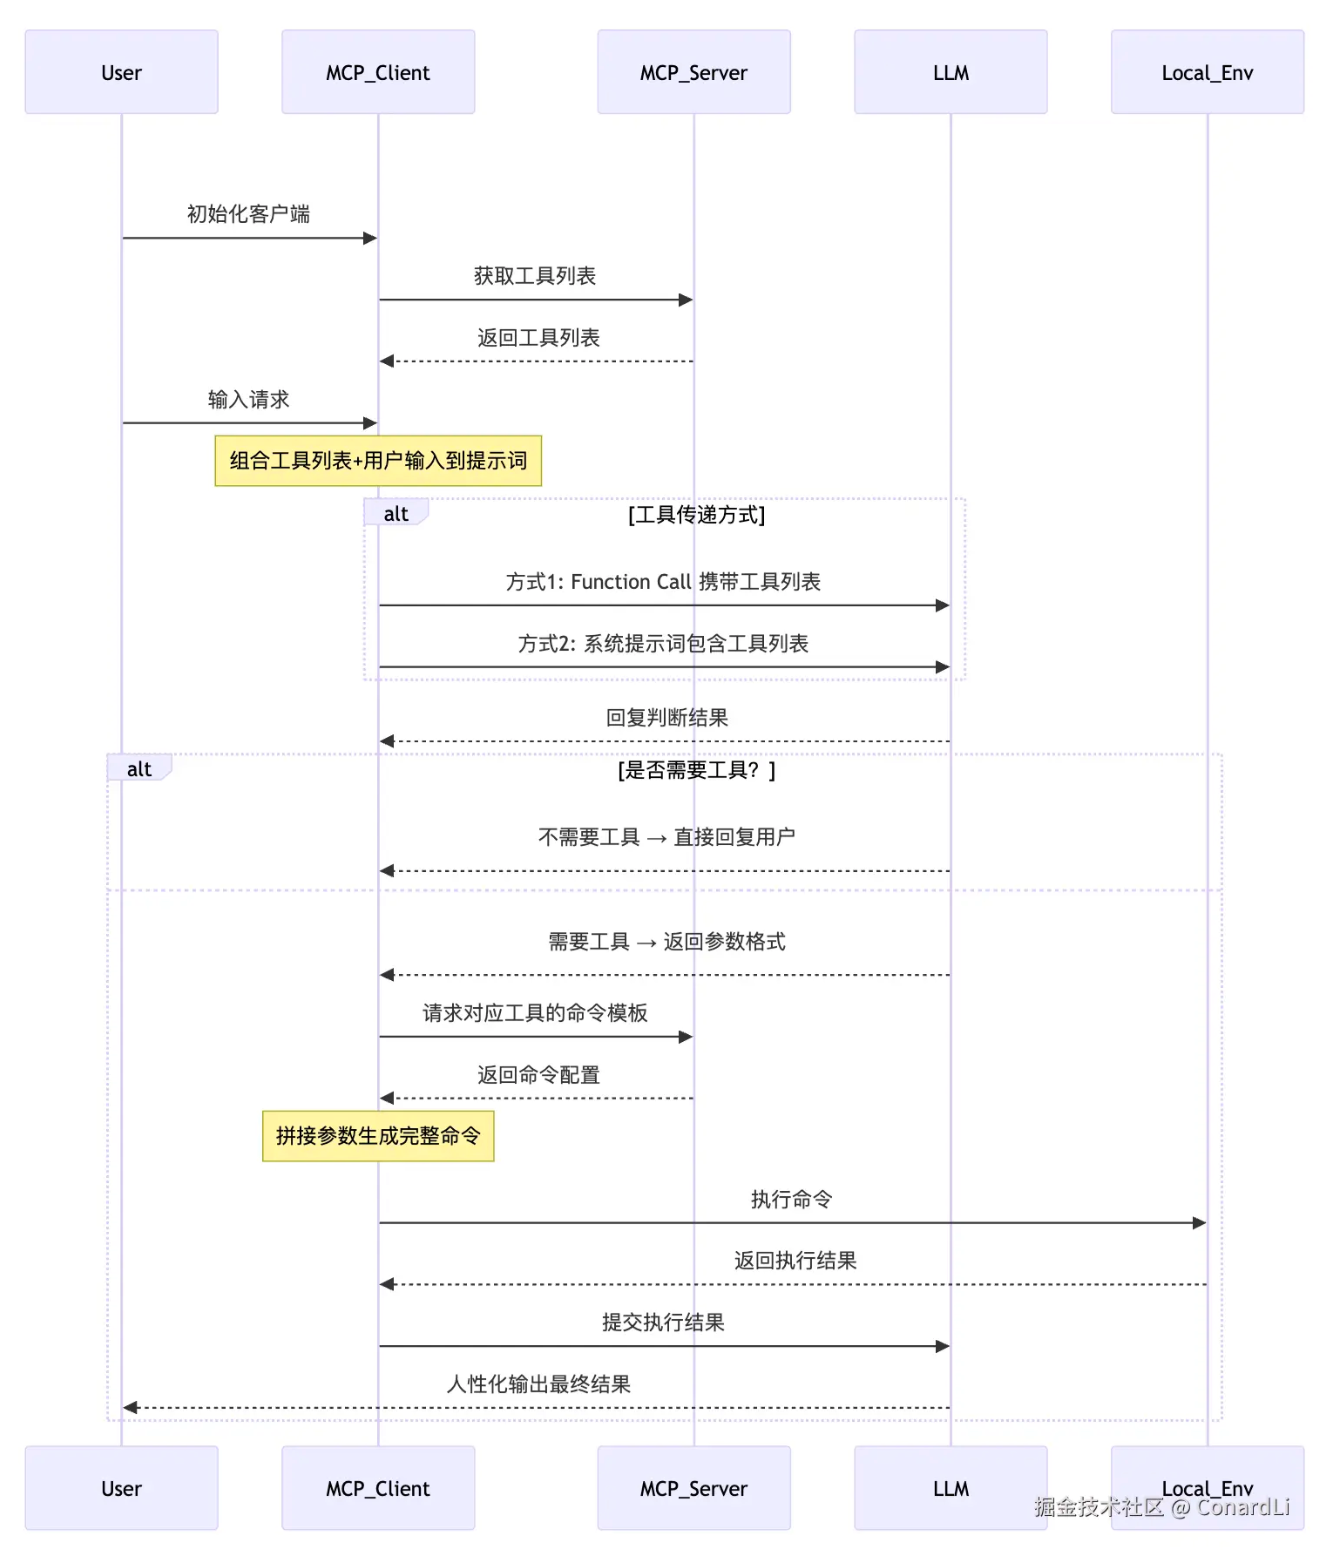 User
MCP_Client
MCP_Server
LLM
Local_Env
初始化客户端
获取工具列表
返回工具列表
输入请求
组合工具列表+用户输入到提示词
alt
[工具传递方式]
方式1: Function Call 携带工具列表
方式2: 系统提示词包含工具列表
回复判断结果
alt
[是否需要工具？]
不需要工具 → 直接回复用户
需要工具 → 返回参数格式
请求对应工具的命令模板
返回命令配置
拼接参数生成完整命令
执行命令
返回执行结果
提交执行结果
人性化输出最终结果
User
MCP_Client
MCP_Server
LLM
Local_Env
掘金技术社区 @ ConardLi